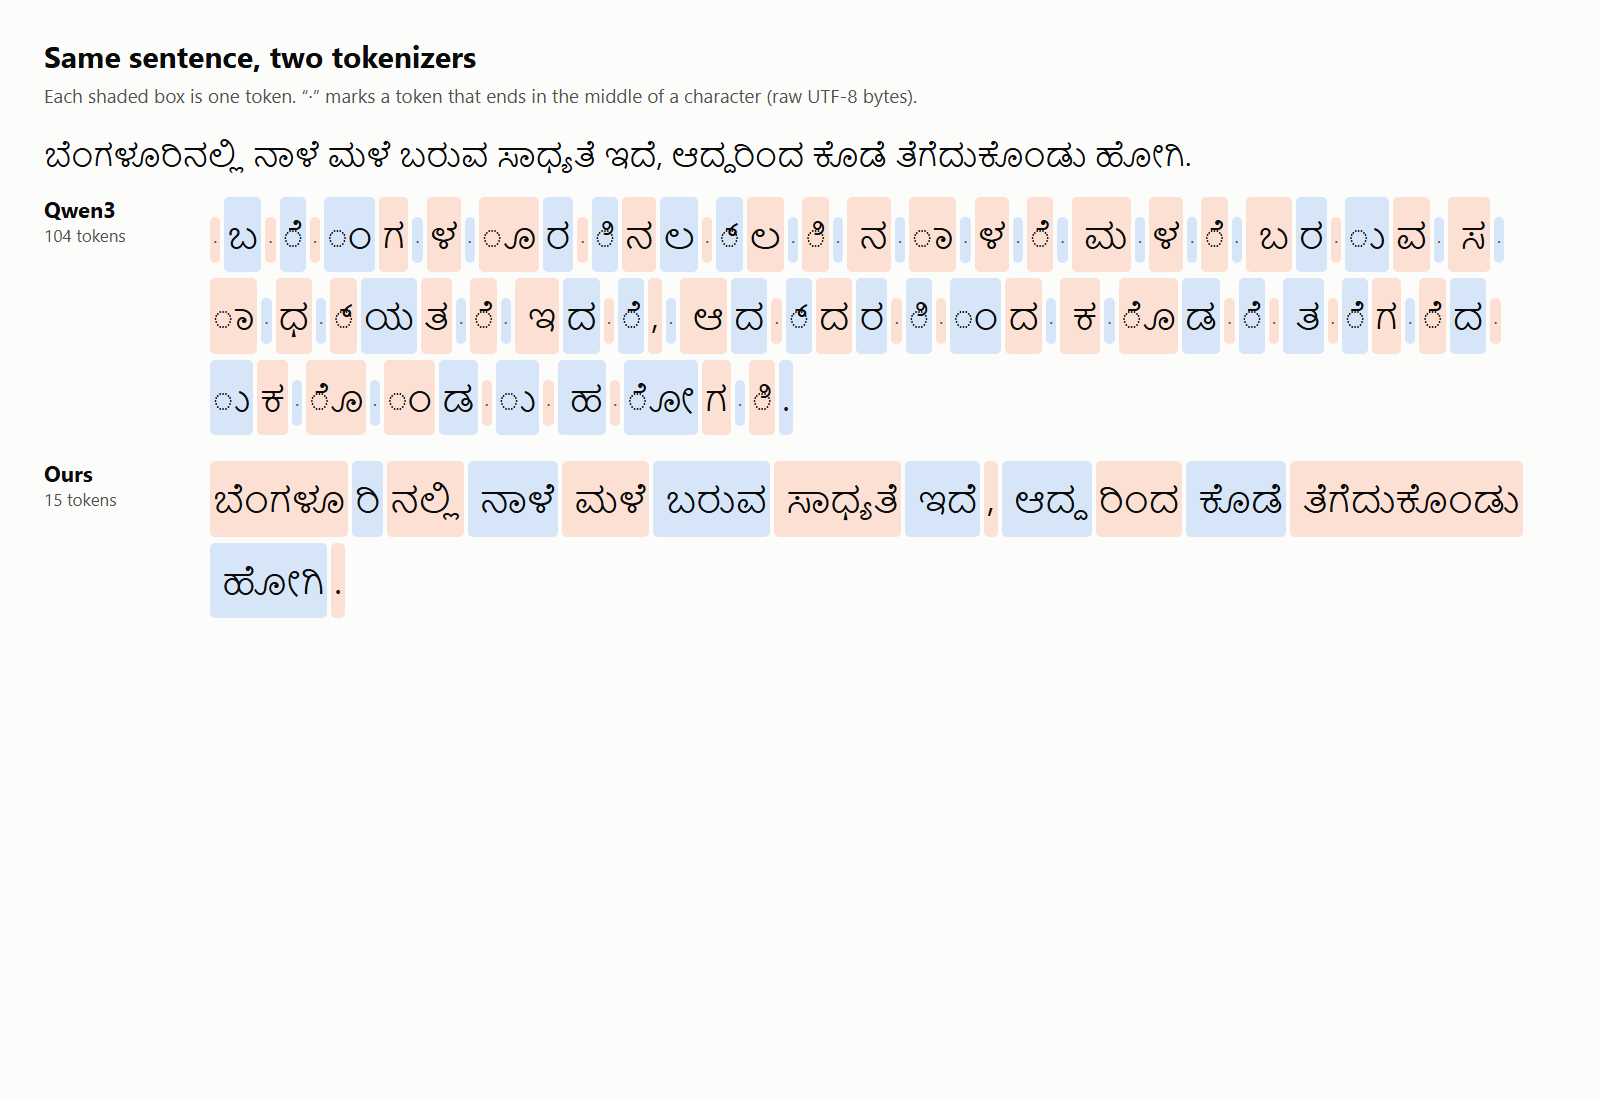 Same sentence, two tokenizers
Each shaded box is one token. “·” marks a token that ends in the middle of a character (raw UTF-8 bytes).
ಬೆಂಗಳೂರಿನಲ್ಲಿ ನಾಳೆ ಮಳೆ ಬರುವ ಸಾಧ್ಯತೆ ಇದೆ, ಆದ್ದರಿಂದ ಕೊಡೆ ತೆಗೆದುಕೊಂಡು ಹೋಗಿ.
Qwen3
104 tokens
· ಬ · ೆ · ಂ ಗ · ಳ · ೂ ರ · ಿ ನ ಲ · ್ ಲ · ಿ · ನ · ಾ · ಳ · ೆ · ಮ · ಳ · ೆ · ಬ ರ · ು ವ · ಸ ·
ಾ · ಧ · ್ ಯ ತ · ೆ · ಇ ದ · ೆ , · ಆ ದ · ್ ದ ರ · ಿ · ಂ ದ · ಕ · ೊ ಡ · ೆ · ತ · ೆ ಗ · ೆ ದ ·
ು ಕ · ೊ · ಂ ಡ · ು · ಹ · ೋ ಗ · ಿ .
Ours
15 tokens
ಬೆಂಗಳೂ ರಿ ನಲ್ಲಿ ನಾಳೆ ಮಳೆ ಬರುವ ಸಾಧ್ಯತೆ ಇದೆ , ಆದ್ದ ರಿಂದ ಕೊಡೆ ತೆಗೆದುಕೊಂಡು
ಹೋಗಿ .